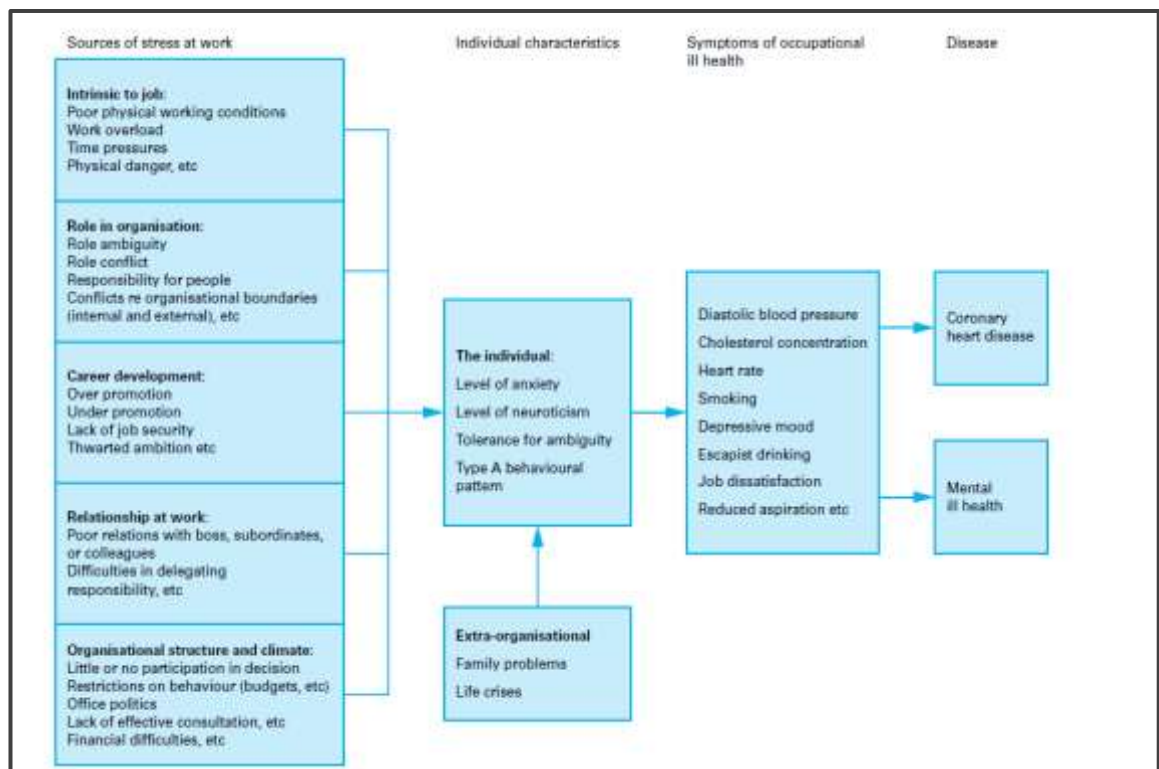 Sources of stress at work
Individual characteristics
Symptoms of occupational
ill health
Disease
Intrinsic to job:
Poor physical working conditions
Work overload
Time pressures
Physical danger, etc
Role in organisation:
Role ambiguity
Role conflict
Responsibility for people
Conflicts re organisational boundaries
(internal and external), etc
Career development:
Over promotion
Under promotion
Lack of job security
Thwarted ambition etc
Relationship at work:
Poor relations with boss, subordinates,
or colleagues
Difficulties in delegating
responsibility, etc
Organisational structure and climate:
Little or no participation in decision
Restrictions on behaviour (budgets, etc)
Office politics
Lack of effective consultation, etc
Financial difficulties, etc
The individual:
Level of anxiety
Level of neuroticism
Tolerance for ambiguity
Type A behavioural
pattern
Extra-organisational
Family problems
Life crises
Diastolic blood pressure
Cholesterol concentration
Heart rate
Smoking
Depressive mood
Escapist drinking
Job dissatisfaction
Reduced aspiration etc
Coronary
heart disease
Mental
ill health